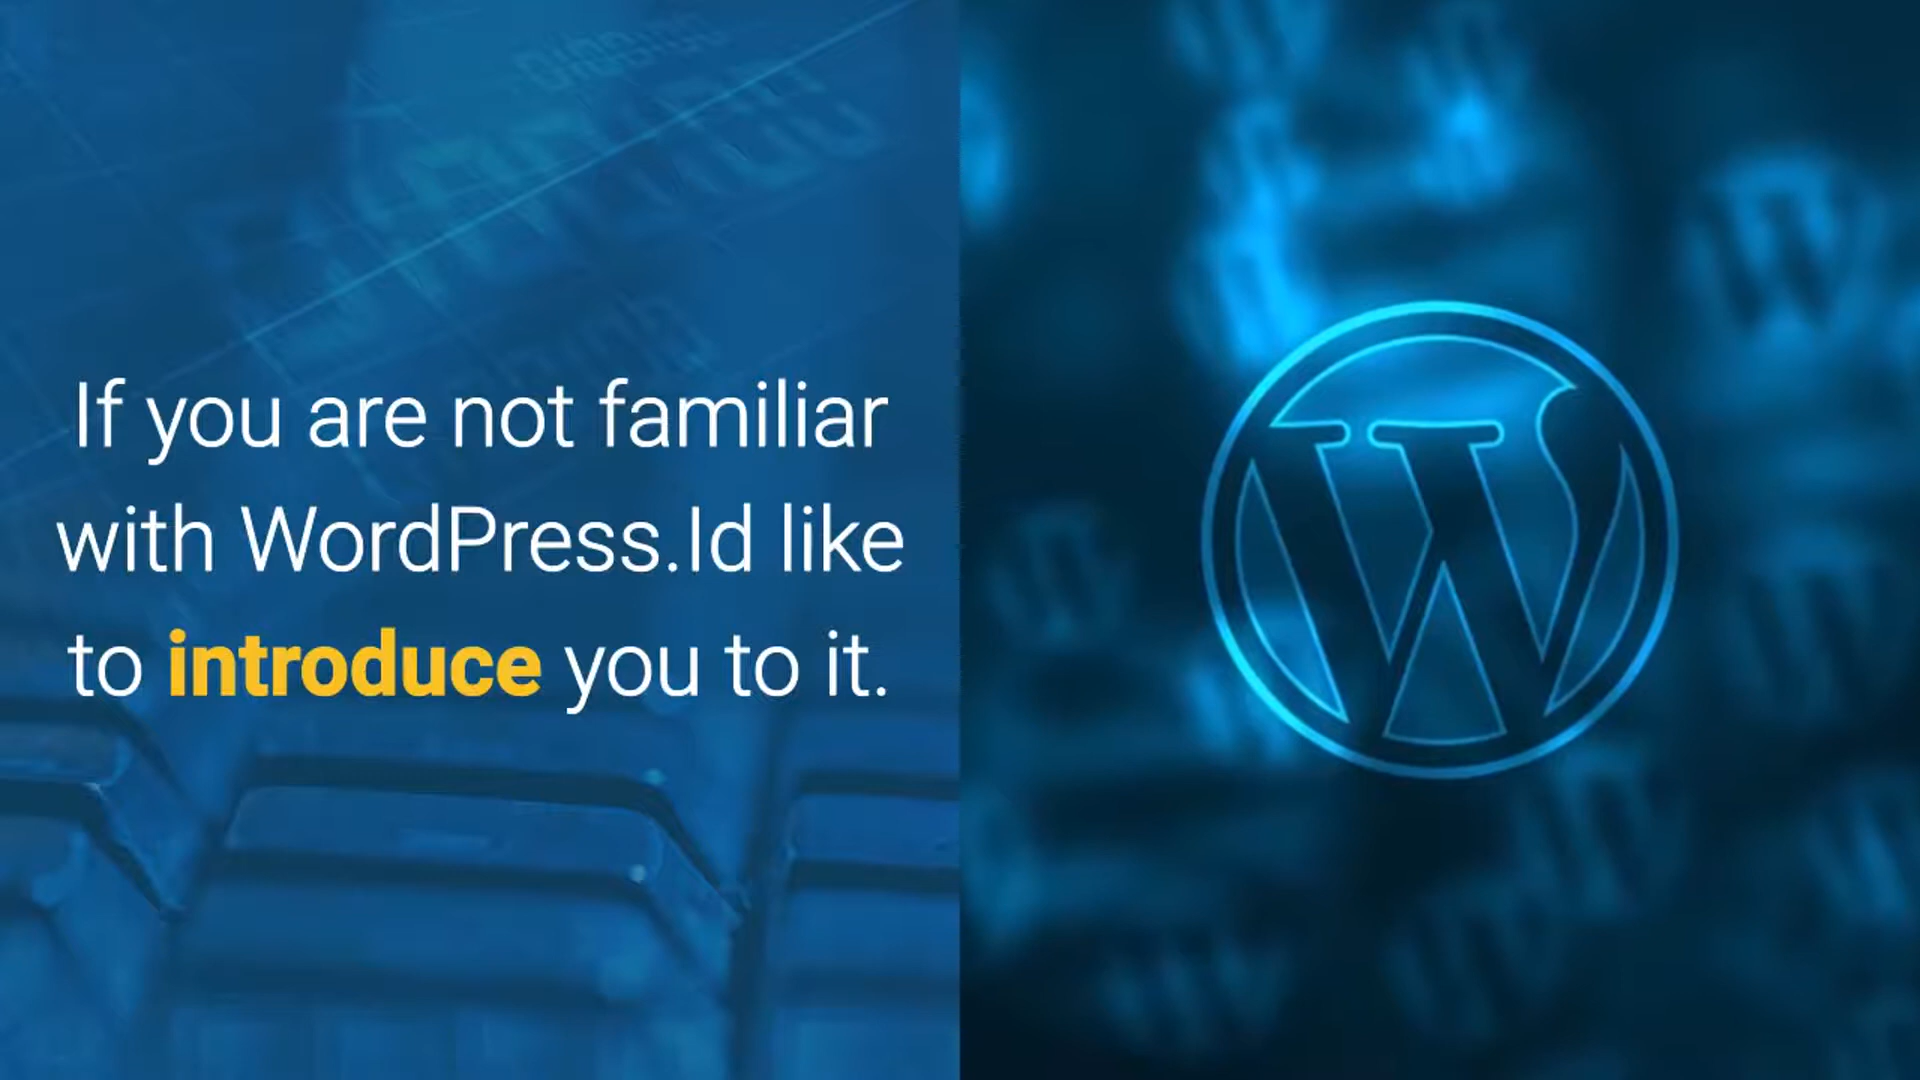 If you are not familiar
with WordPress.Id like
to introduce you to it.